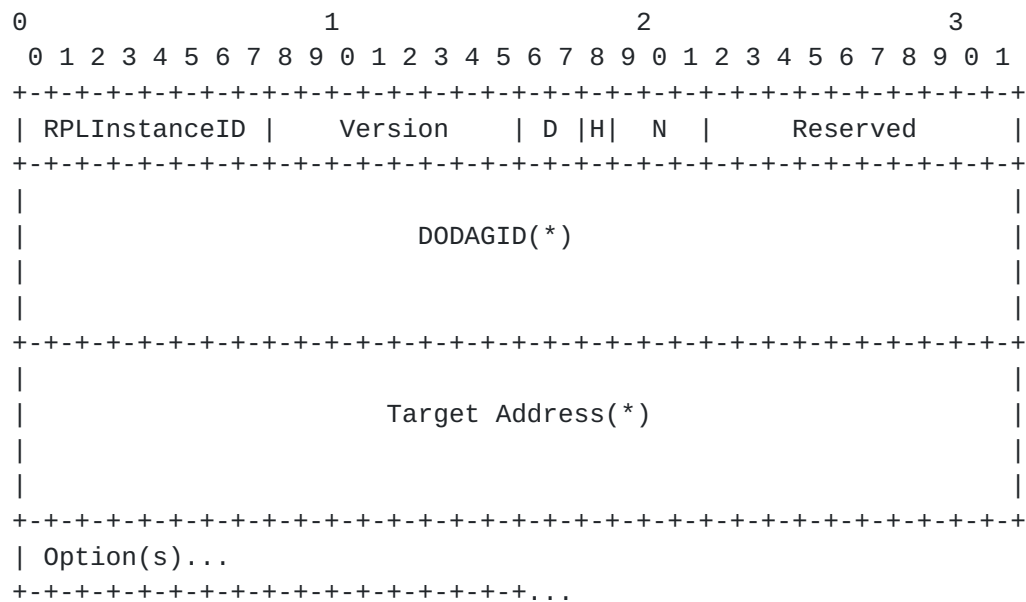 0                   1                   2                   3
 0 1 2 3 4 5 6 7 8 9 0 1 2 3 4 5 6 7 8 9 0 1 2 3 4 5 6 7 8 9 0 1
+-+-+-+-+-+-+-+-+-+-+-+-+-+-+-+-+-+-+-+-+-+-+-+-+-+-+-+-+-+-+-+-+
| RPLInstanceID |    Version    | D |H|  N  |     Reserved      |
+-+-+-+-+-+-+-+-+-+-+-+-+-+-+-+-+-+-+-+-+-+-+-+-+-+-+-+-+-+-+-+-+
|                                                               |
|                         DODAGID(*)                            |
|                                                               |
|                                                               |
+-+-+-+-+-+-+-+-+-+-+-+-+-+-+-+-+-+-+-+-+-+-+-+-+-+-+-+-+-+-+-+-+
|                                                               |
|                       Target Address(*)                       |
|                                                               |
|                                                               |
+-+-+-+-+-+-+-+-+-+-+-+-+-+-+-+-+-+-+-+-+-+-+-+-+-+-+-+-+-+-+-+-+
| Option(s)...
+-+-+-+-+-+-+-+-+-+-+-+-+-+-+-+-+...